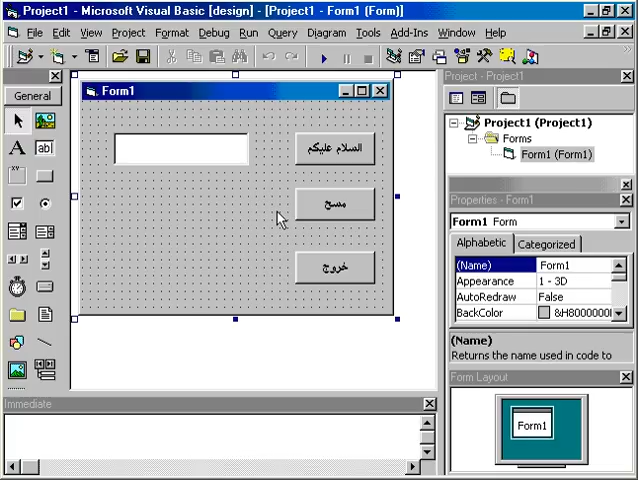 Project1 - Microsoft Visual Basic [design] - [Project1 - Form1 (Form)]
File Edit View Project Format Debug Run Query Diagram Tools Add-Ins Window Help
General
A
ab|
xv
Form1
السلام عليكم
مسح
خروج
Project - Project1
Project1 (Project1)
Forms
Form1 (Form1)
Properties - Form1
Form1 Form
Alphabetic Categorized
(Name) Form1
Appearance 1 - 3D
AutoRedraw False
BackColor &H8000000
(Name)
Returns the name used in code to
Form Layout
Form1
Immediate